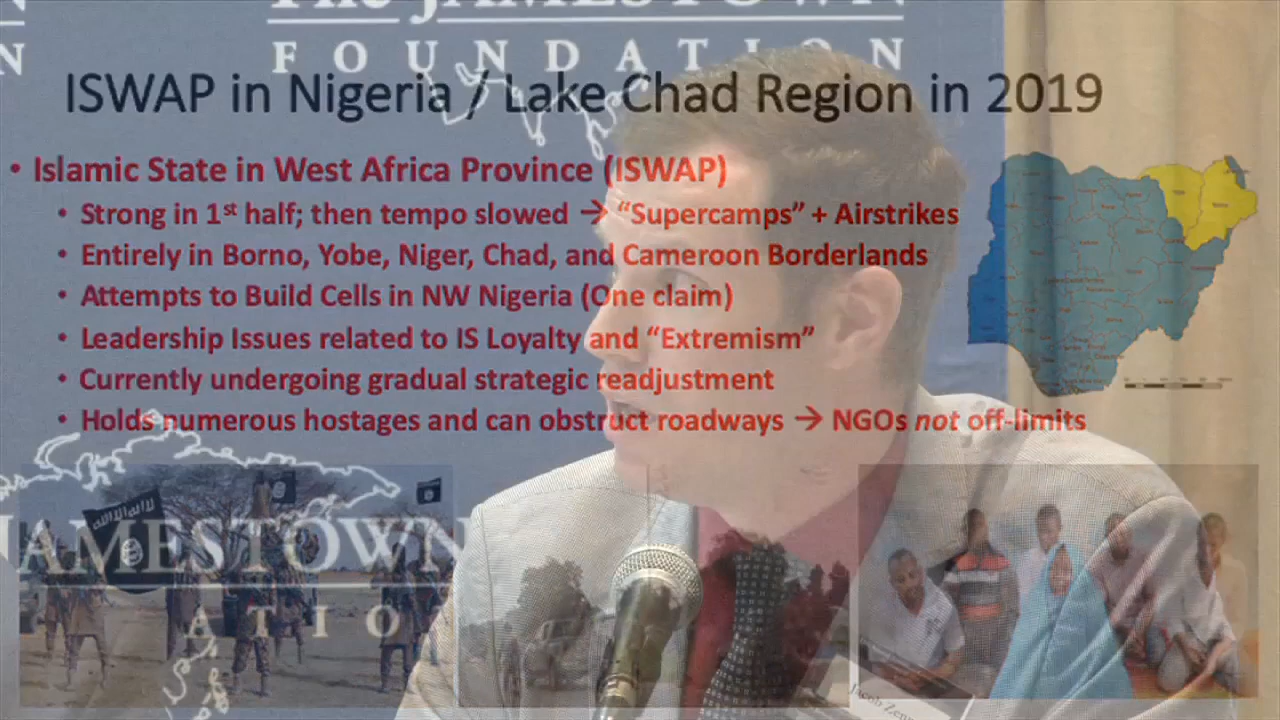 The JAMESTOWN
N FOUNDATION
ISWAP in Nigeria / Lake Chad Region in 2019
• Islamic State in West Africa Province (ISWAP)
• Strong in 1st half; then tempo slowed → “Supercamps” + Airstrikes
• Entirely in Borno, Yobe, Niger, Chad, and Cameroon Borderlands
• Attempts to Build Cells in NW Nigeria (One claim)
• Leadership Issues related to IS Loyalty and “Extremism”
• Currently undergoing gradual strategic readjustment
• Holds numerous hostages and can obstruct roadways → NGOs not off-limits
JAMESTOWN
ATIO
Jacob Zenn